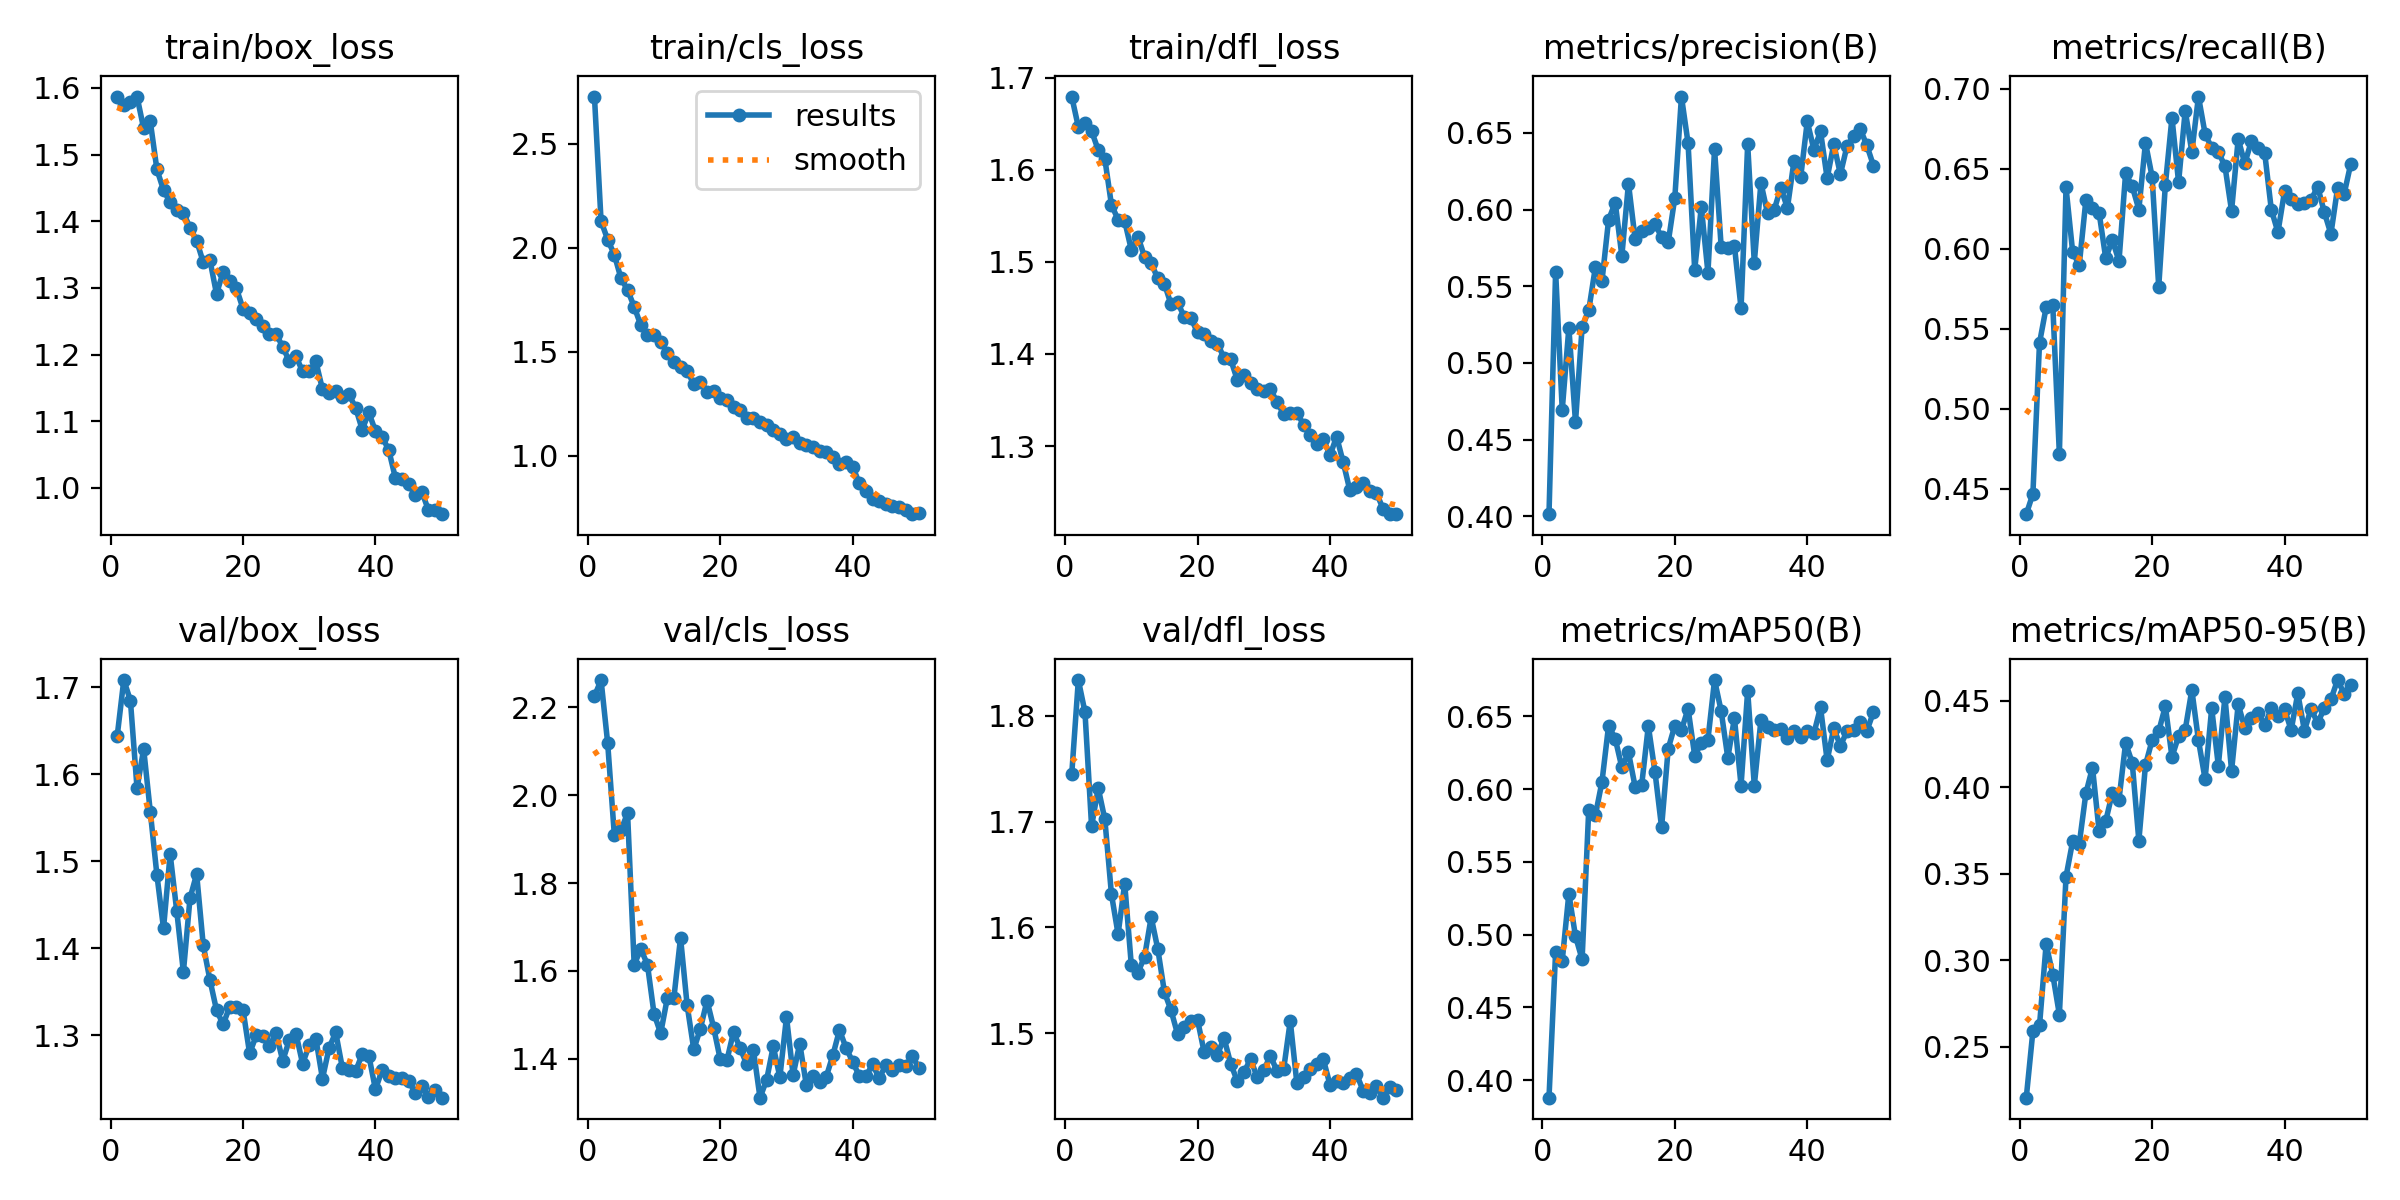 train/box_loss
train/cls_loss
train/dfl_loss
metrics/precision(B)
metrics/recall(B)
1.6
1.5
1.4
1.3
1.2
1.1
1.0
0 20 40
results
smooth
2.5
2.0
1.5
1.0
0 20 40
1.7
1.6
1.5
1.4
1.3
0 20 40
0.65
0.60
0.55
0.50
0.45
0.40
0 20 40
0.70
0.65
0.60
0.55
0.50
0.45
0 20 40
val/box_loss
val/cls_loss
val/dfl_loss
metrics/mAP50(B)
metrics/mAP50-95(B)
1.7
1.6
1.5
1.4
1.3
0 20 40
2.2
2.0
1.8
1.6
1.4
0 20 40
1.8
1.7
1.6
1.5
0 20 40
0.65
0.60
0.55
0.50
0.45
0.40
0 20 40
0.45
0.40
0.35
0.30
0.25
0 20 40